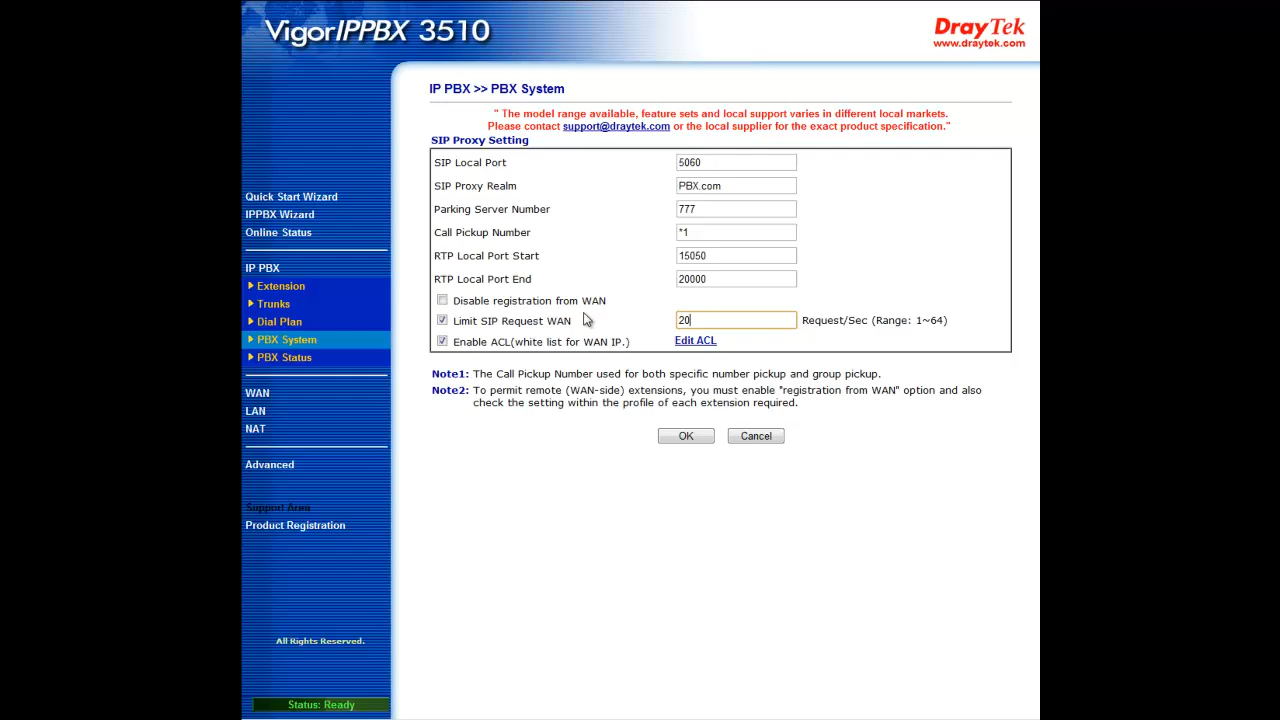 VigorIPPBX 3510
DrayTek
www.draytek.com
Quick Start Wizard
IPPBX Wizard
Online Status
IP PBX
Extension
Trunks
Dial Plan
PBX System
PBX Status
WAN
LAN
NAT
Advanced
Support Area
Product Registration
All Rights Reserved.
Status: Ready
IP PBX >> PBX System
" The model range available, feature sets and local support varies in different local markets.
Please contact support@draytek.com or the local supplier for the exact product specification."
SIP Proxy Setting
SIP Local Port 5060
SIP Proxy Realm PBX.com
Parking Server Number 777
Call Pickup Number *1
RTP Local Port Start 15050
RTP Local Port End 20000
Disable registration from WAN
Limit SIP Request WAN 20 Request/Sec (Range: 1~64)
Enable ACL(white list for WAN IP.) Edit ACL
Note1: The Call Pickup Number used for both specific number pickup and group pickup.
Note2: To permit remote (WAN-side) extensions, you must enable "registration from WAN" option and also
check the setting within the profile of each extension required.
OK Cancel